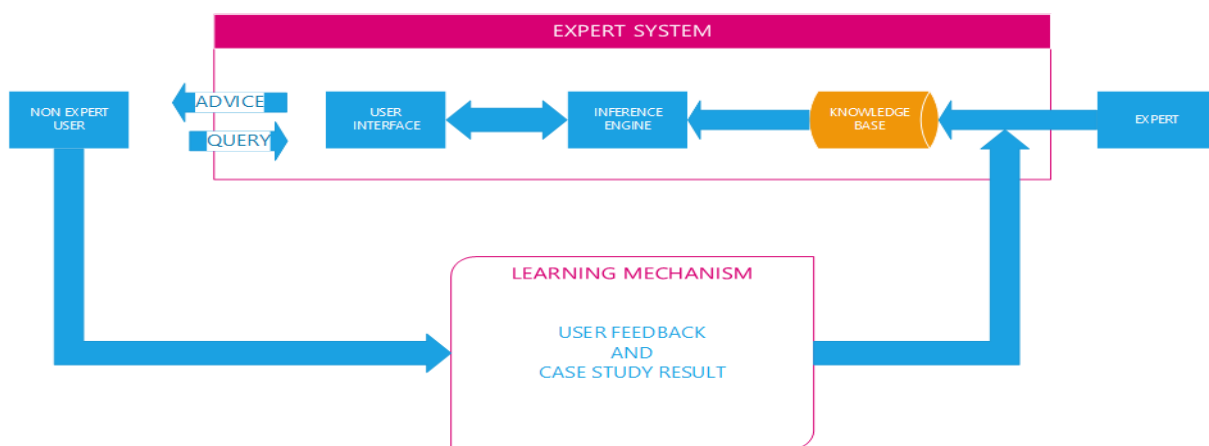 EXPERT SYSTEM
NON EXPERT
USER
ADVICE
QUERY
USER
INTERFACE
INFERENCE
ENGINE
KNOWLEDGE
BASE
EXPERT
LEARNING MECHANISM
USER FEEDBACK
AND
CASE STUDY RESULT